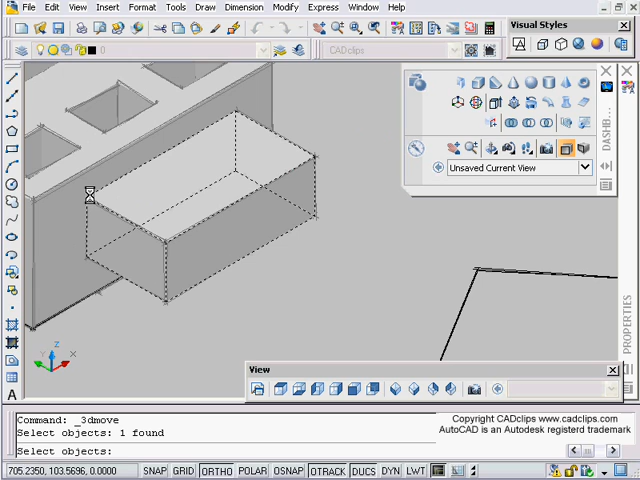 File Edit View Insert Format Tools Draw Dimension Modify Express Window Help
Visual Styles
0
CADclips
DASHB...
Unsaved Current View
PROPERTIES
Z
X
View
Command: _3dmove
Select objects: 1 found
Select objects:
Copyright CADclips www.cadclips.com
AutoCAD is an Autodesk registerd trademark
705.2350, 103.5696, 0.0000 SNAP GRID ORTHO POLAR OSNAP OTRACK DUCS DYN LWT
A